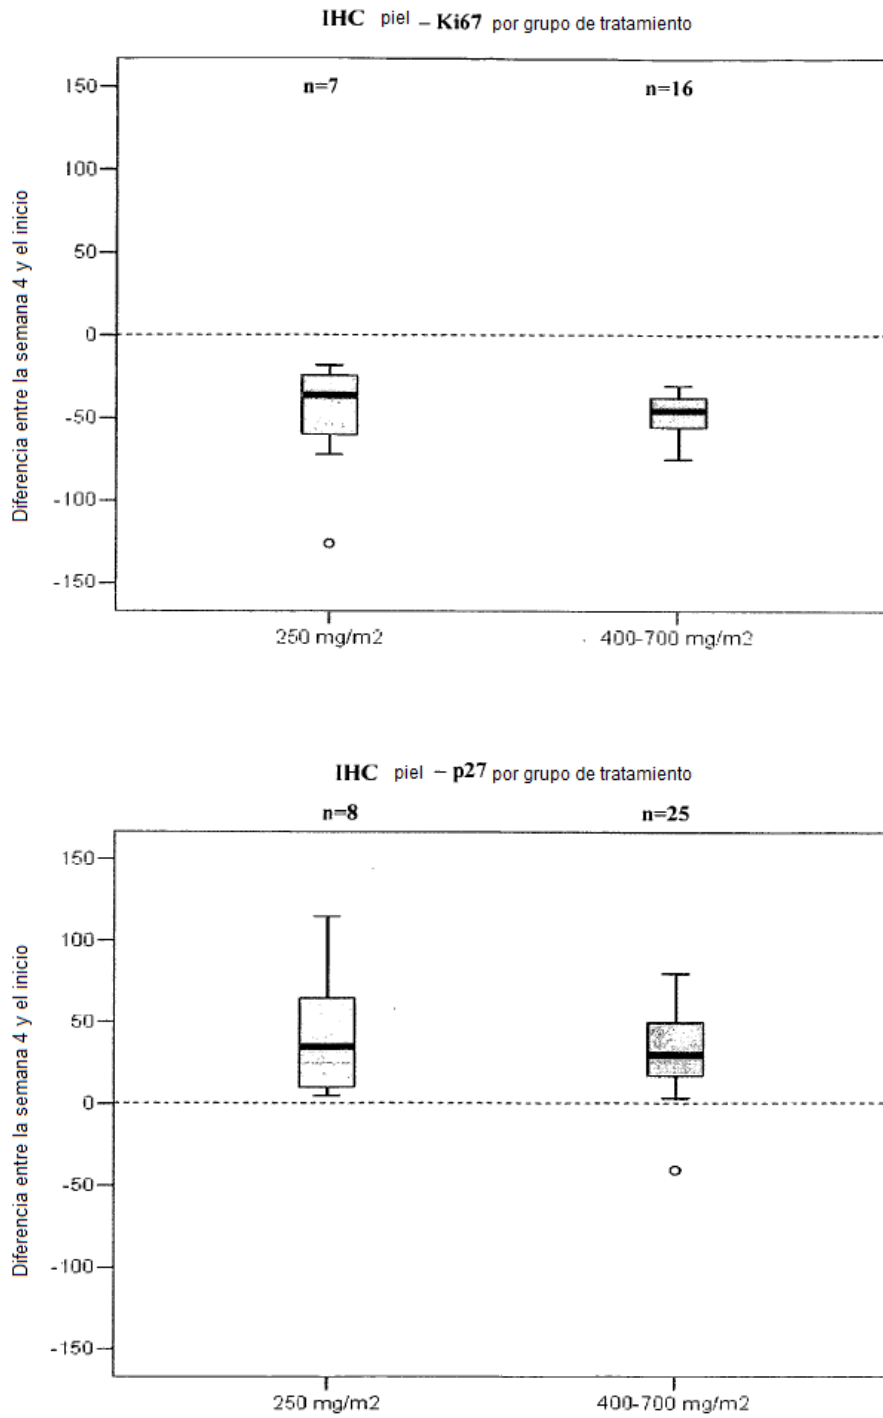 IHC piel – Ki67 por grupo de tratamiento
n=7 n=16
150
100
50
0
-50
-100
-150
Diferencia entre la semana 4 y el inicio
250 mg/m2 400-700 mg/m2
IHC piel – p27 por grupo de tratamiento
n=8 n=25
150
100
50
0
-50
-100
-150
Diferencia entre la semana 4 y el inicio
250 mg/m2 400-700 mg/m2